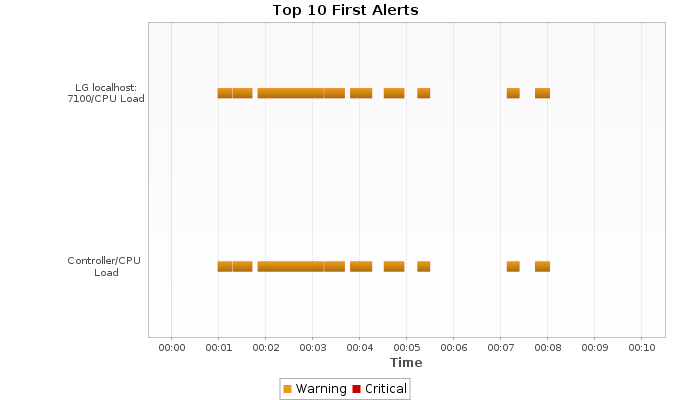 Top 10 First Alerts
LG localhost:
7100/CPU Load
Controller/CPU
Load
00:00 00:01 00:02 00:03 00:04 00:05 00:06 00:07 00:08 00:09 00:10
Time
Warning Critical